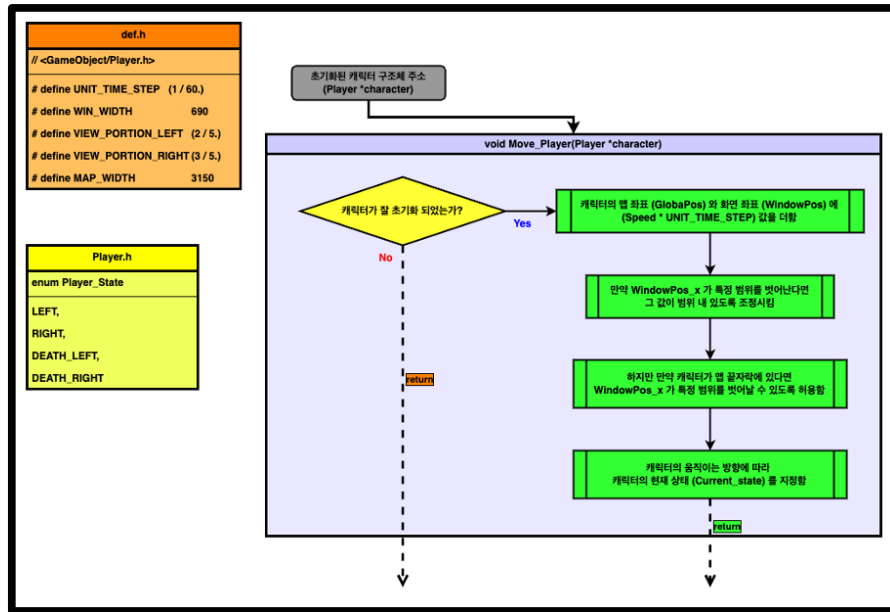 def.h
// <GameObject/Player.h>
# define UNIT_TIME_STEP (1 / 60.)
# define WIN_WIDTH 690
# define VIEW_PORTION_LEFT (2 / 5.)
# define VIEW_PORTION_RIGHT (3 / 5.)
# define MAP_WIDTH 3150
Player.h
enum Player_State
LEFT,
RIGHT,
DEATH_LEFT,
DEATH_RIGHT
초기화된 캐릭터 구조체 주소
(Player *character)
void Move_Player(Player *character)
캐릭터가 잘 초기화 되었는가?
Yes
No
return
캐릭터의 맵 좌표 (GlobaPos) 와 화면 좌표 (WindowPos) 에
(Speed * UNIT_TIME_STEP) 값을 더함
만약 WindowPos_x 가 특정 범위를 벗어난다면
그 값이 범위 내 있도록 조정시킴
하지만 만약 캐릭터가 맵 끝자락에 있다면
WindowPos_x 가 특정 범위를 벗어날 수 있도록 허용함
캐릭터의 움직이는 방향에 따라
캐릭터의 현재 상태 (Current_state) 를 지정함
return